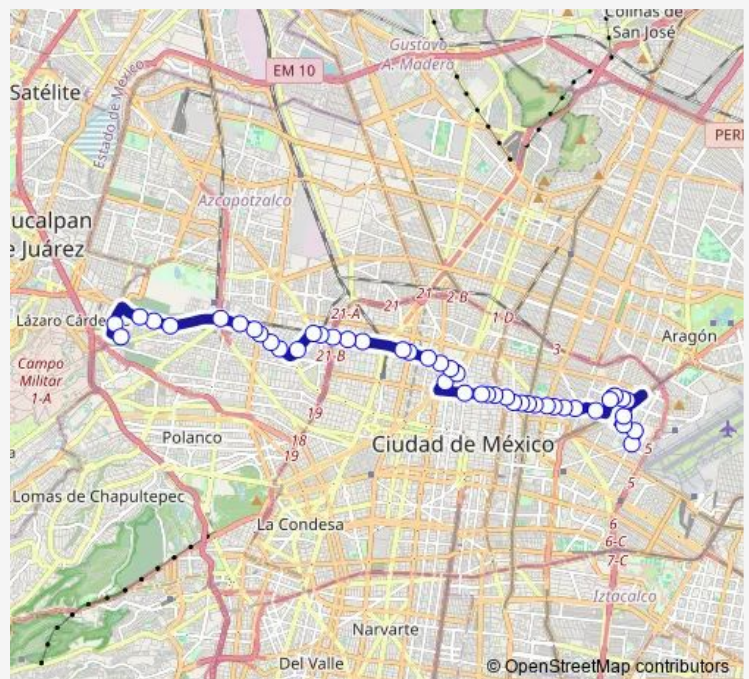 Colinas de
San José
Gustavo
A. Madero
EM 10
Satélite
Estado de México
PERI
Azcapotzalco
ucalpan
e Juárez
21-A
21
21
2-B
1-D
Lázaro Cárde
3
Aragón
21-B
Campo
Militar
1-A
19
Polanco
18
19
Ciudad de México
5
5
Lomas de Chapultepec
La Condesa
6
6-C
7-C
Iztacalco
Narvarte
Del Valle
© OpenStreetMap contributors